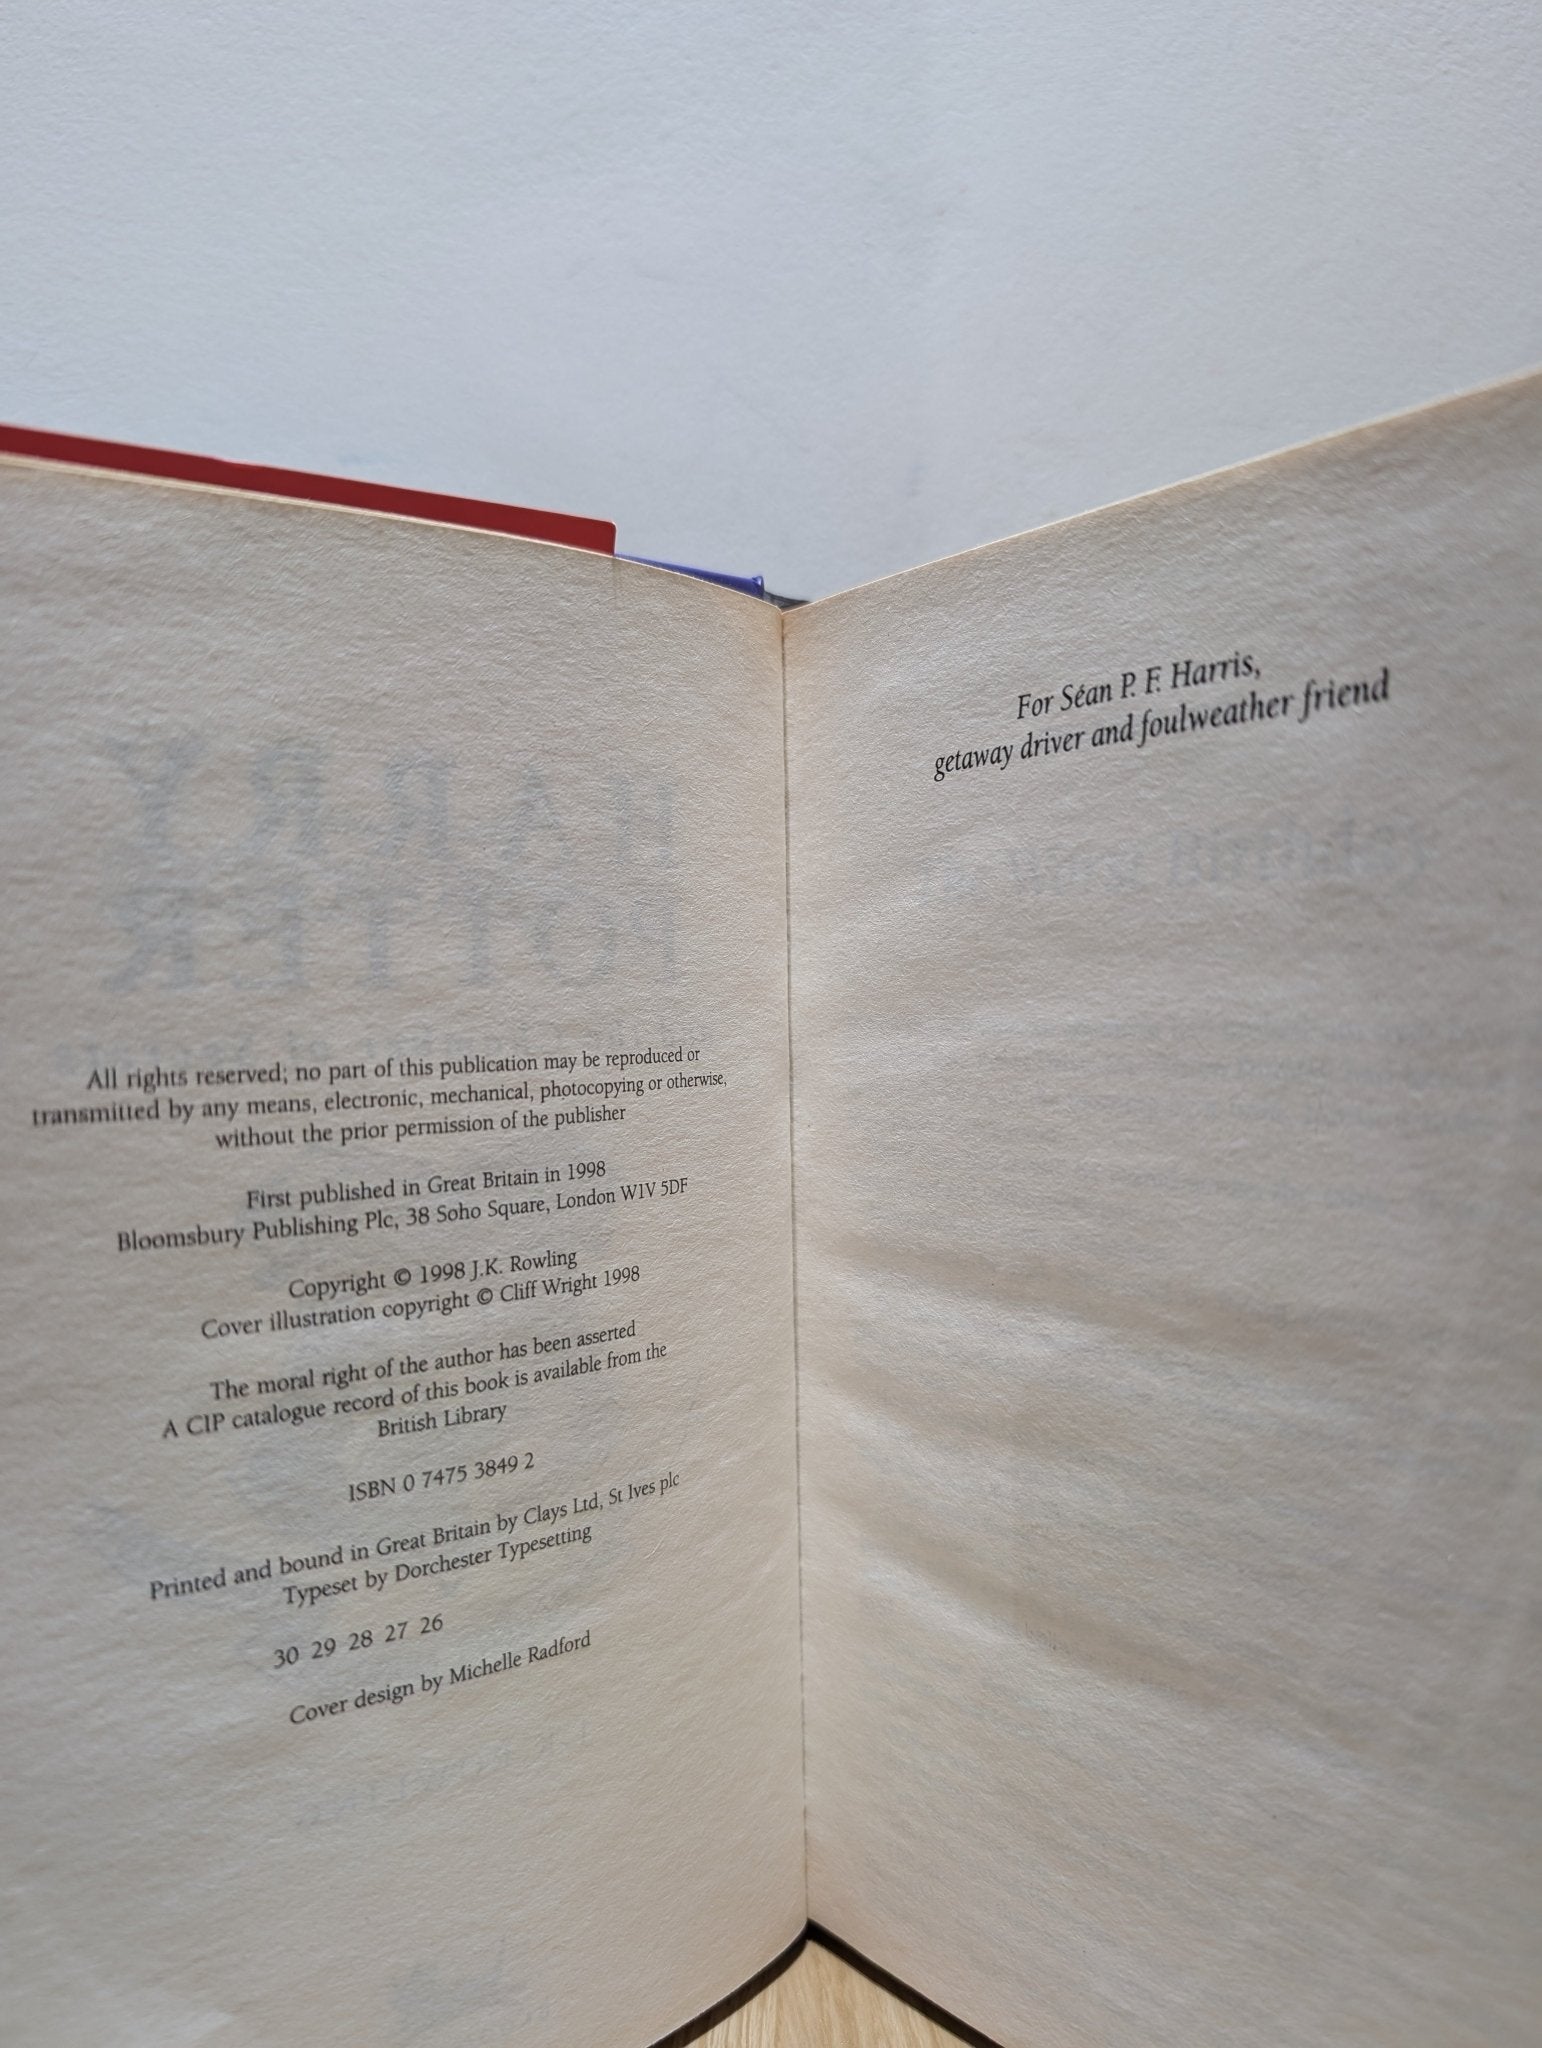 All rights reserved; no part of this publication may be reproduced or
transmitted by any means, electronic, mechanical, photocopying or otherwise,
without the prior permission of the publisher
First published in Great Britain in 1998
Bloomsbury Publishing Plc, 38 Soho Square, London W1V 5DF
Copyright © 1998 J.K. Rowling
Cover illustration copyright © Cliff Wright 1998
The moral right of the author has been asserted
A CIP catalogue record of this book is available from the
British Library
ISBN 0 7475 3849 2
Printed and bound in Great Britain by Clays Ltd, St Ives plc
Typeset by Dorchester Typesetting
30 29 28 27 26
Cover design by Michelle Radford
For Séan P. F. Harris,
getaway driver and foulweather friend